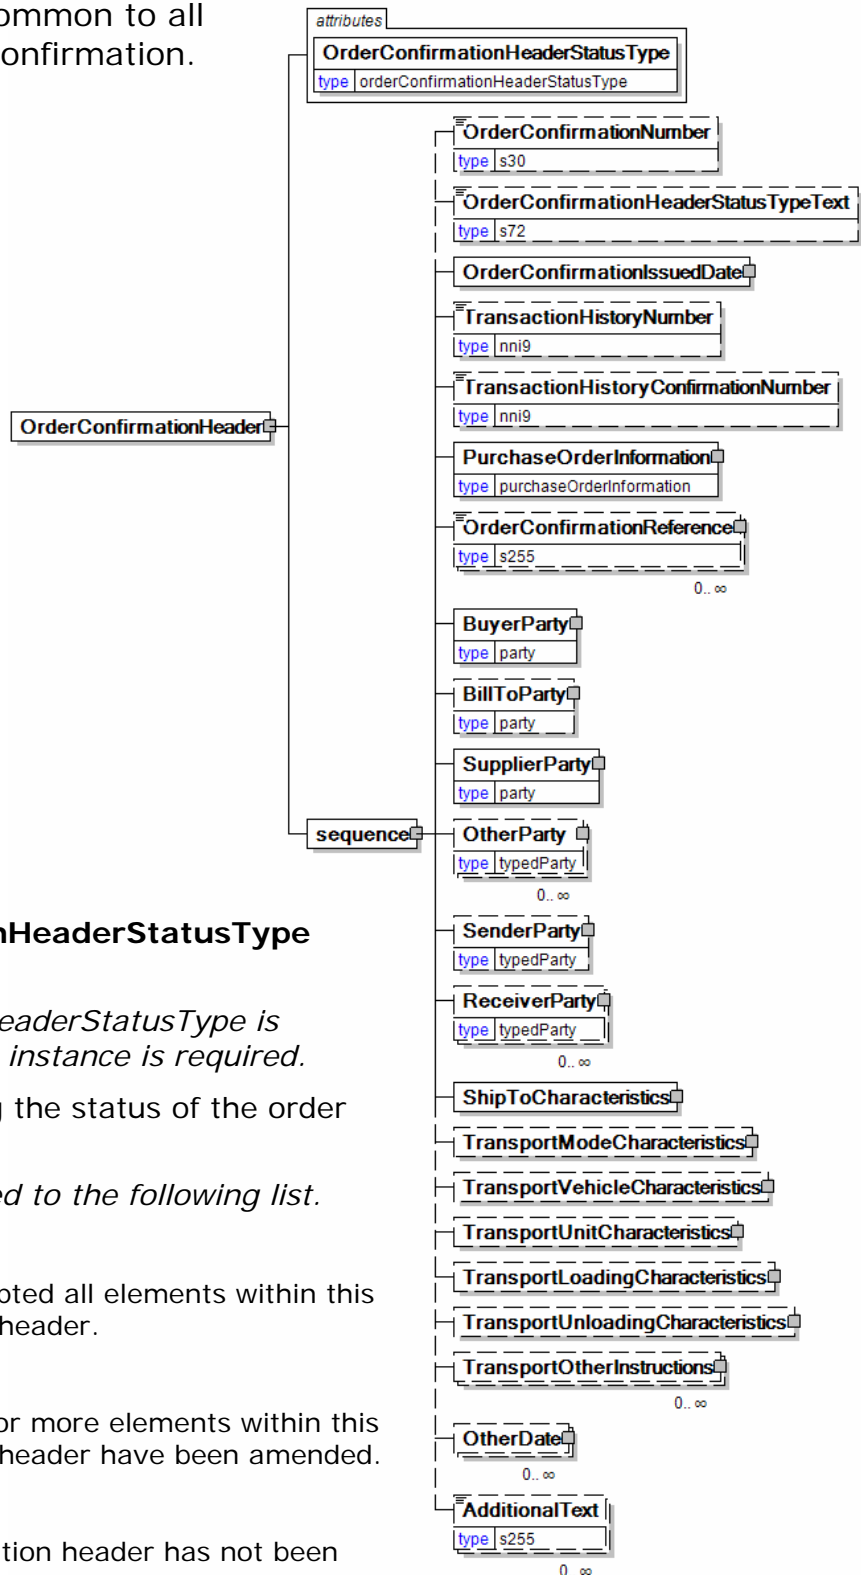 ommon to all
onfirmation.
attributes
OrderConfirmationHeaderStatusType
type orderConfirmationHeaderStatusType
OrderConfirmationNumber
type s30
OrderConfirmationHeaderStatusTypeText
type s72
OrderConfirmationIssuedDate
TransactionHistoryNumber
type nni9
TransactionHistoryConfirmationNumber
type nni9
OrderConfirmationHeader
PurchaseOrderInformation
type purchaseOrderInformation
OrderConfirmationReference
type s255
0.. ∞
BuyerParty
type party
BillToParty
type party
SupplierParty
type party
sequence
OtherParty
type typedParty
0.. ∞
SenderParty
type typedParty
ReceiverParty
type typedParty
0.. ∞
ShipToCharacteristics
TransportModeCharacteristics
TransportVehicleCharacteristics
TransportUnitCharacteristics
TransportLoadingCharacteristics
TransportUnloadingCharacteristics
TransportOtherInstructions
0.. ∞
OtherDate
0.. ∞
AdditionalText
type s255
0.. ∞
nHeaderStatusType
eaderStatusType is
instance is required.
g the status of the order
ed to the following list.
pted all elements within this
header.
or more elements within this
header have been amended.
tion header has not been